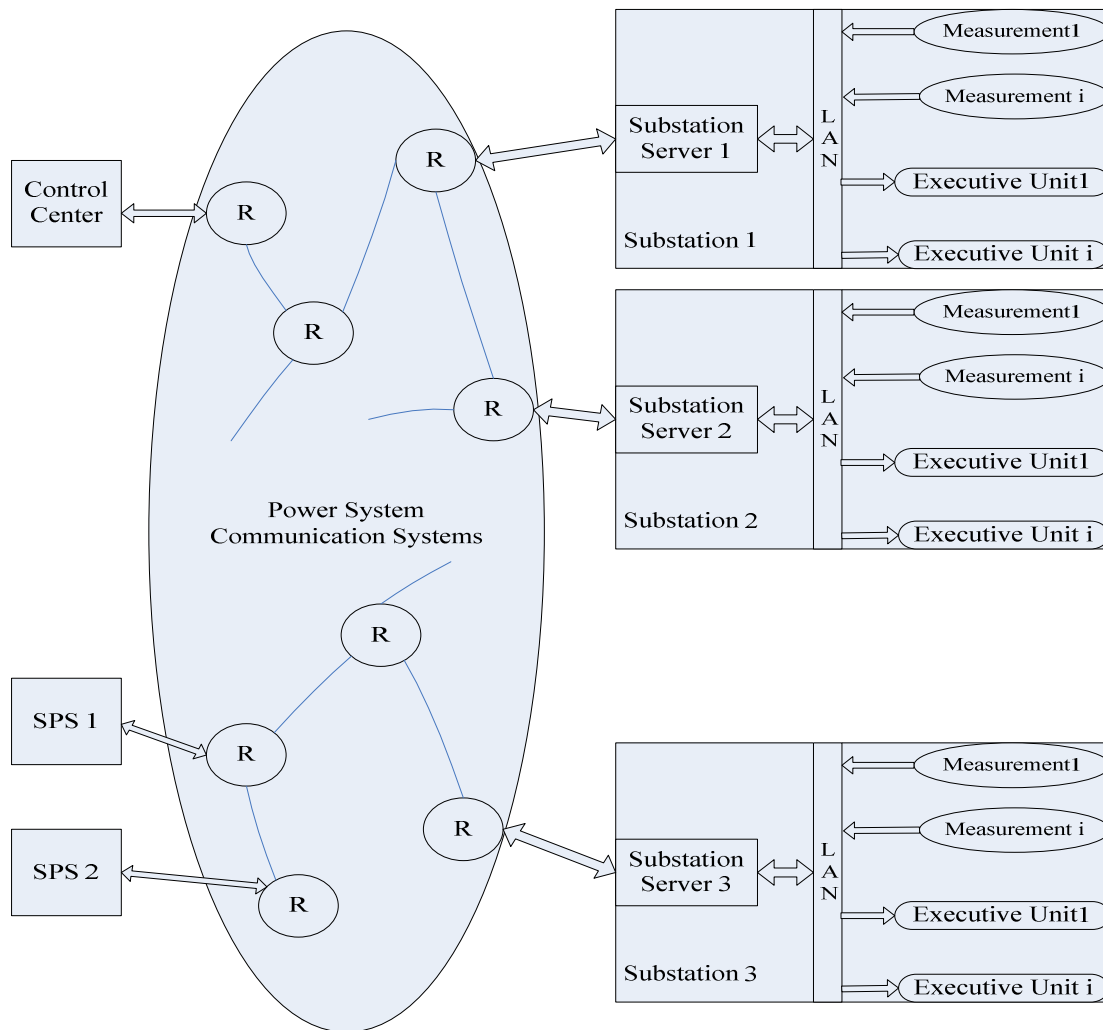 Control
Center
R
R
R
R
Power System
Communication Systems
R
R
R
R
SPS 1
SPS 2
Substation
Server 1
Substation 1
L
A
N
Measurement1
Measurement i
Executive Unit1
Executive Unit i
Substation
Server 2
Substation 2
L
A
N
Measurement1
Measurement i
Executive Unit1
Executive Unit i
Substation
Server 3
Substation 3
L
A
N
Measurement1
Measurement i
Executive Unit1
Executive Unit i